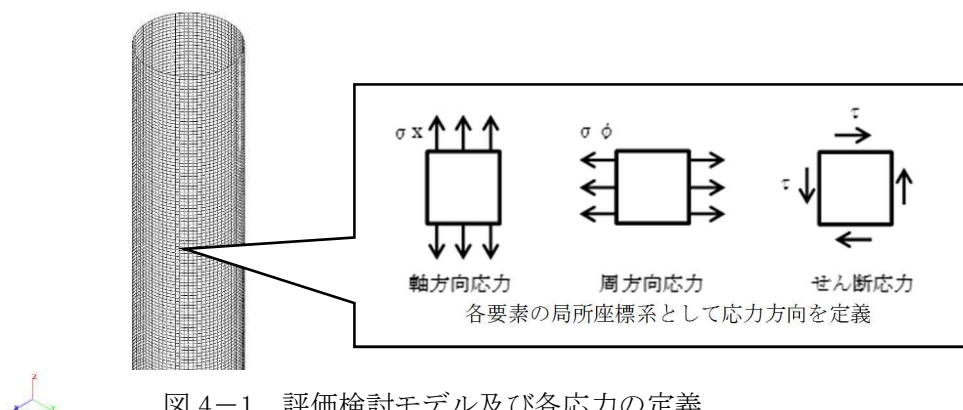 σx
σφ
τ
τ
軸方向応力
周方向応力
せん断応力
各要素の局所座標系として応力方向を定義
Z
X
Y
図 4－1 評価検討モデル及び各応力の定義